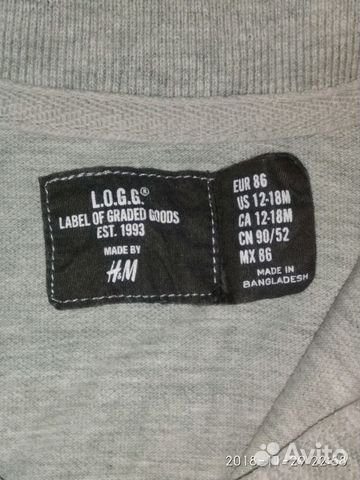 L.O.G.G.®
LABEL OF GRADED GOODS
EST. 1993
MADE BY
H&M
EUR 86
US 12-18M
CA 12-18M
CN 90/52
MX 86
MADE IN
BANGLADESH
Avito